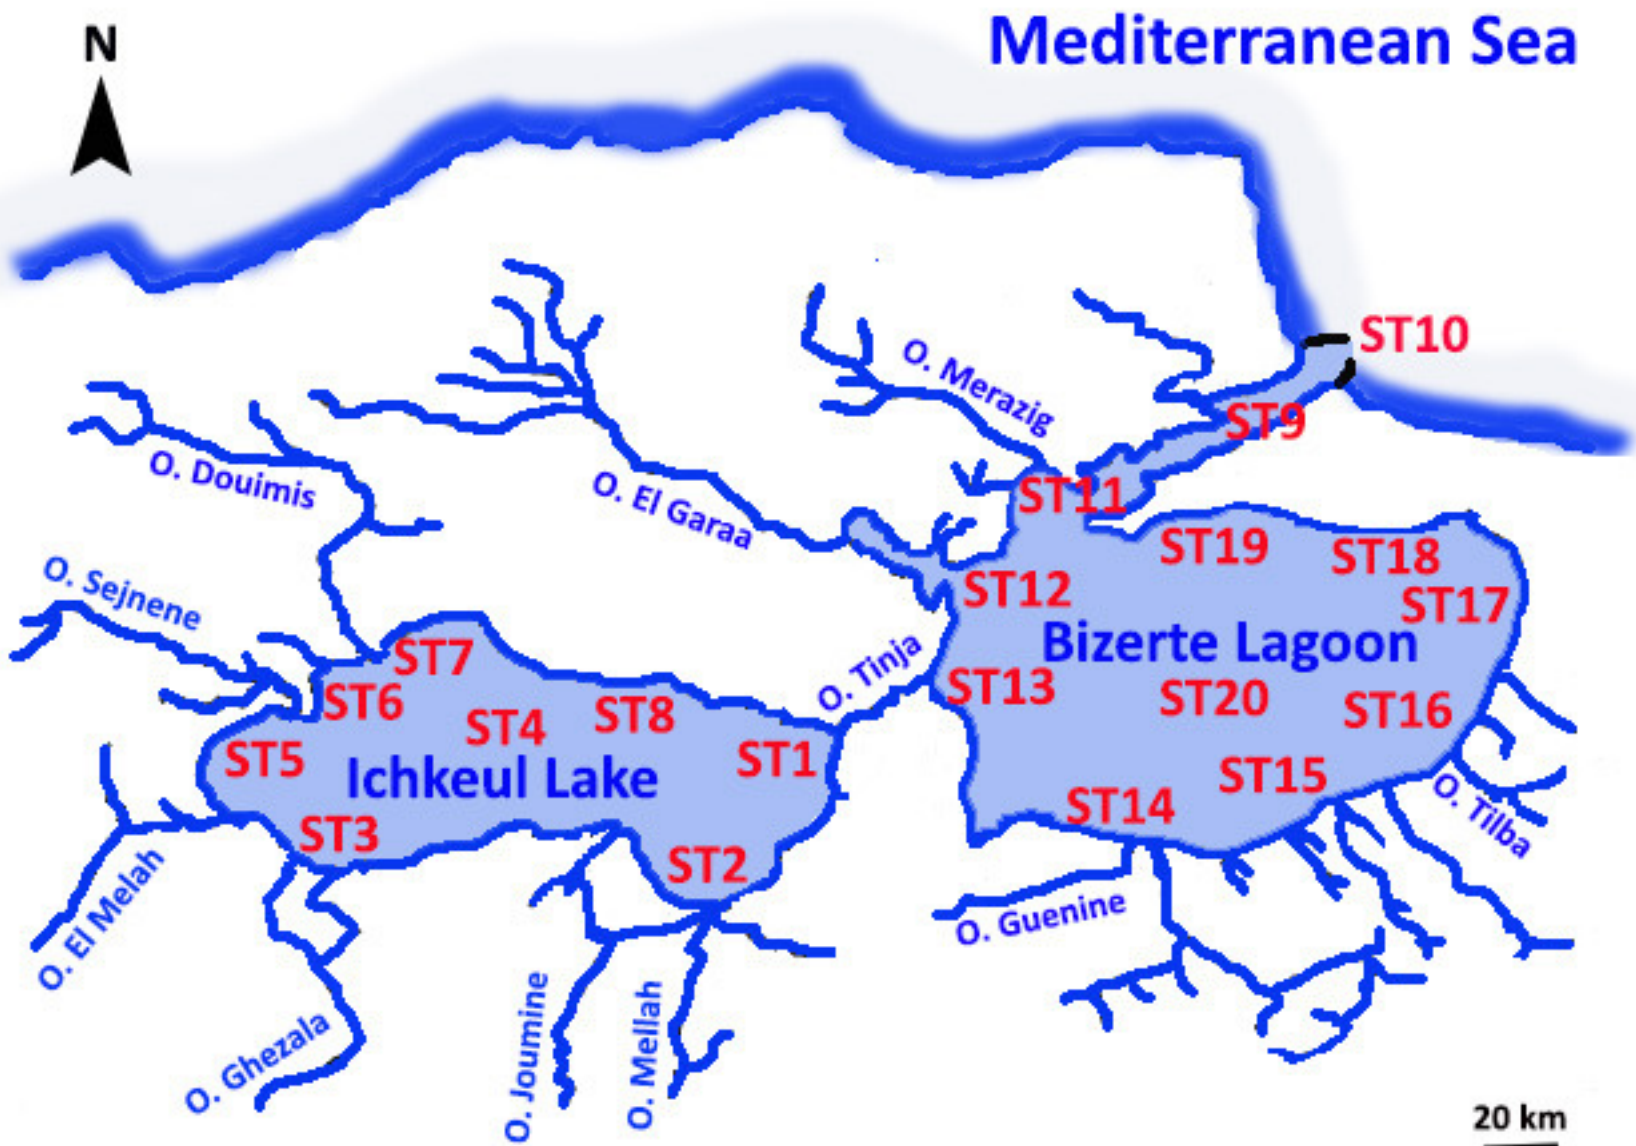 Mediterranean Sea
N
ST10
O. Merazig
ST9
O. Douimis
O. El Garaa
ST11
ST19
ST18
O. Sejnene
ST12
ST17
Bizerte Lagoon
ST7
O. Tinja
ST6
ST13
ST20
ST16
ST4
ST8
ST5
ST1
Ichkeul Lake
ST15
ST14
O. Tilba
ST3
ST2
O. El Melah
O. Guenine
O. Ghezala
O. Joumine
O. Mellah
20 km